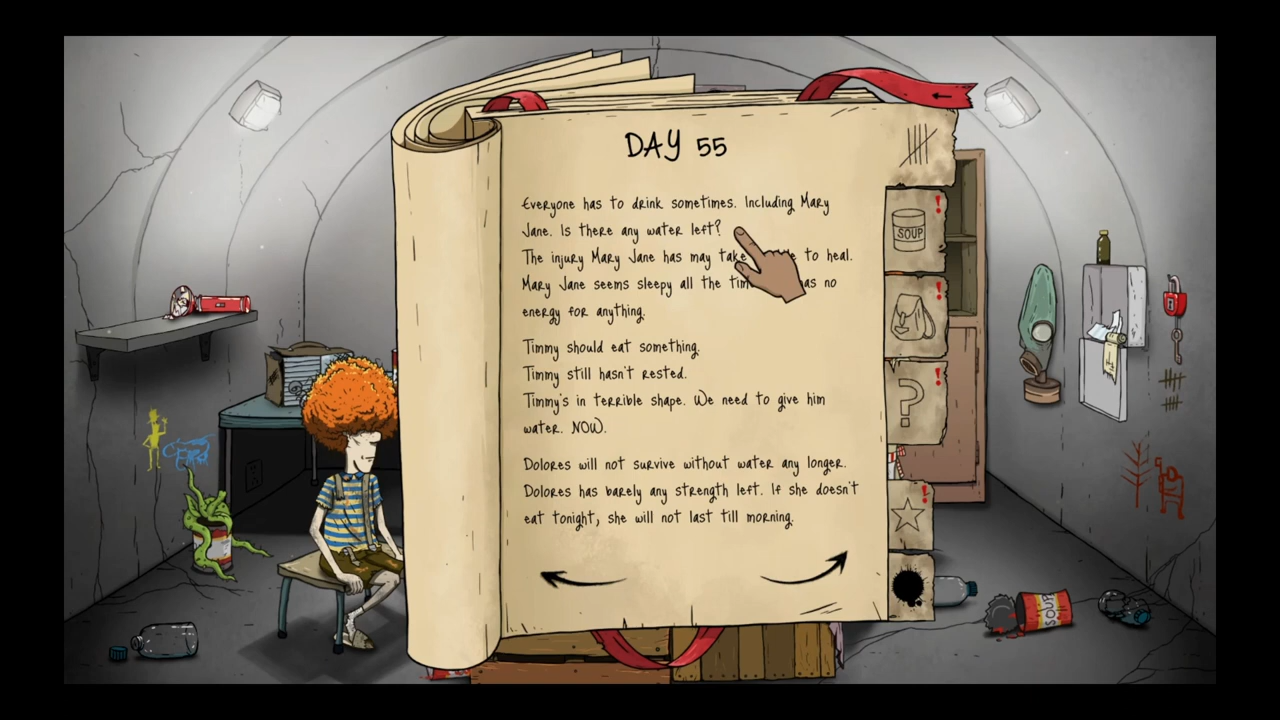 DAY 55
Everyone has to drink sometimes. Including Mary
Jane. Is there any water left?
The injury Mary Jane has may take to heal.
Mary Jane seems sleepy all the no
energy for anything.
Timmy should eat something.
Timmy still hasn't rested.
Timmy's in terrible shape. We need to give him
water. NOW.
Dolores will not survive without water any longer.
Dolores has barely any strength left. If she doesn't
eat tonight, she will not last till morning.
SOUP
!
!
?
!
!
SOUP